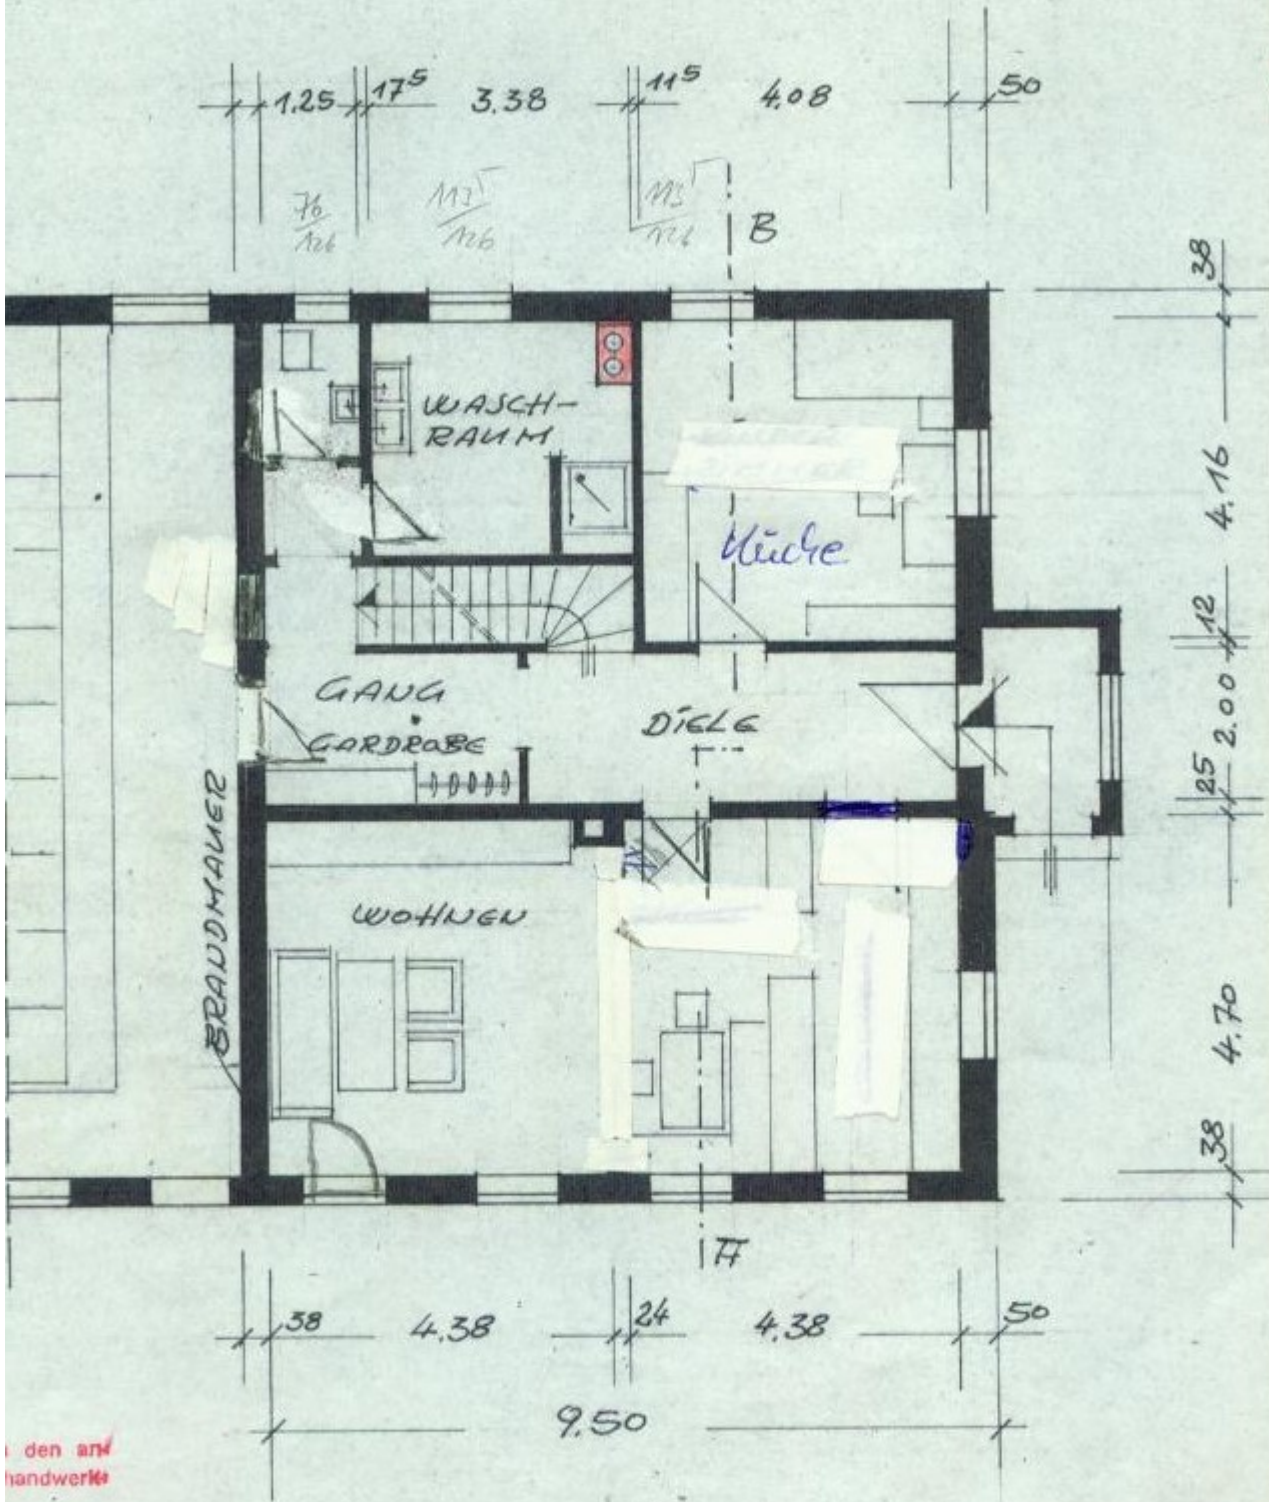 1.25 17⁵ 3.38 11⁵ 4.08 50
76/126 113⁵/126 113⁵/126
B
38
WASCH-
RAUM
4.16
Küche
12
GANG
GARDROBE
DIELE
2.00
25
BRANDMAUER
WOHNEN
4.70
38
A
38 4.38 24 4.38 50
9.50
den an
handwerk